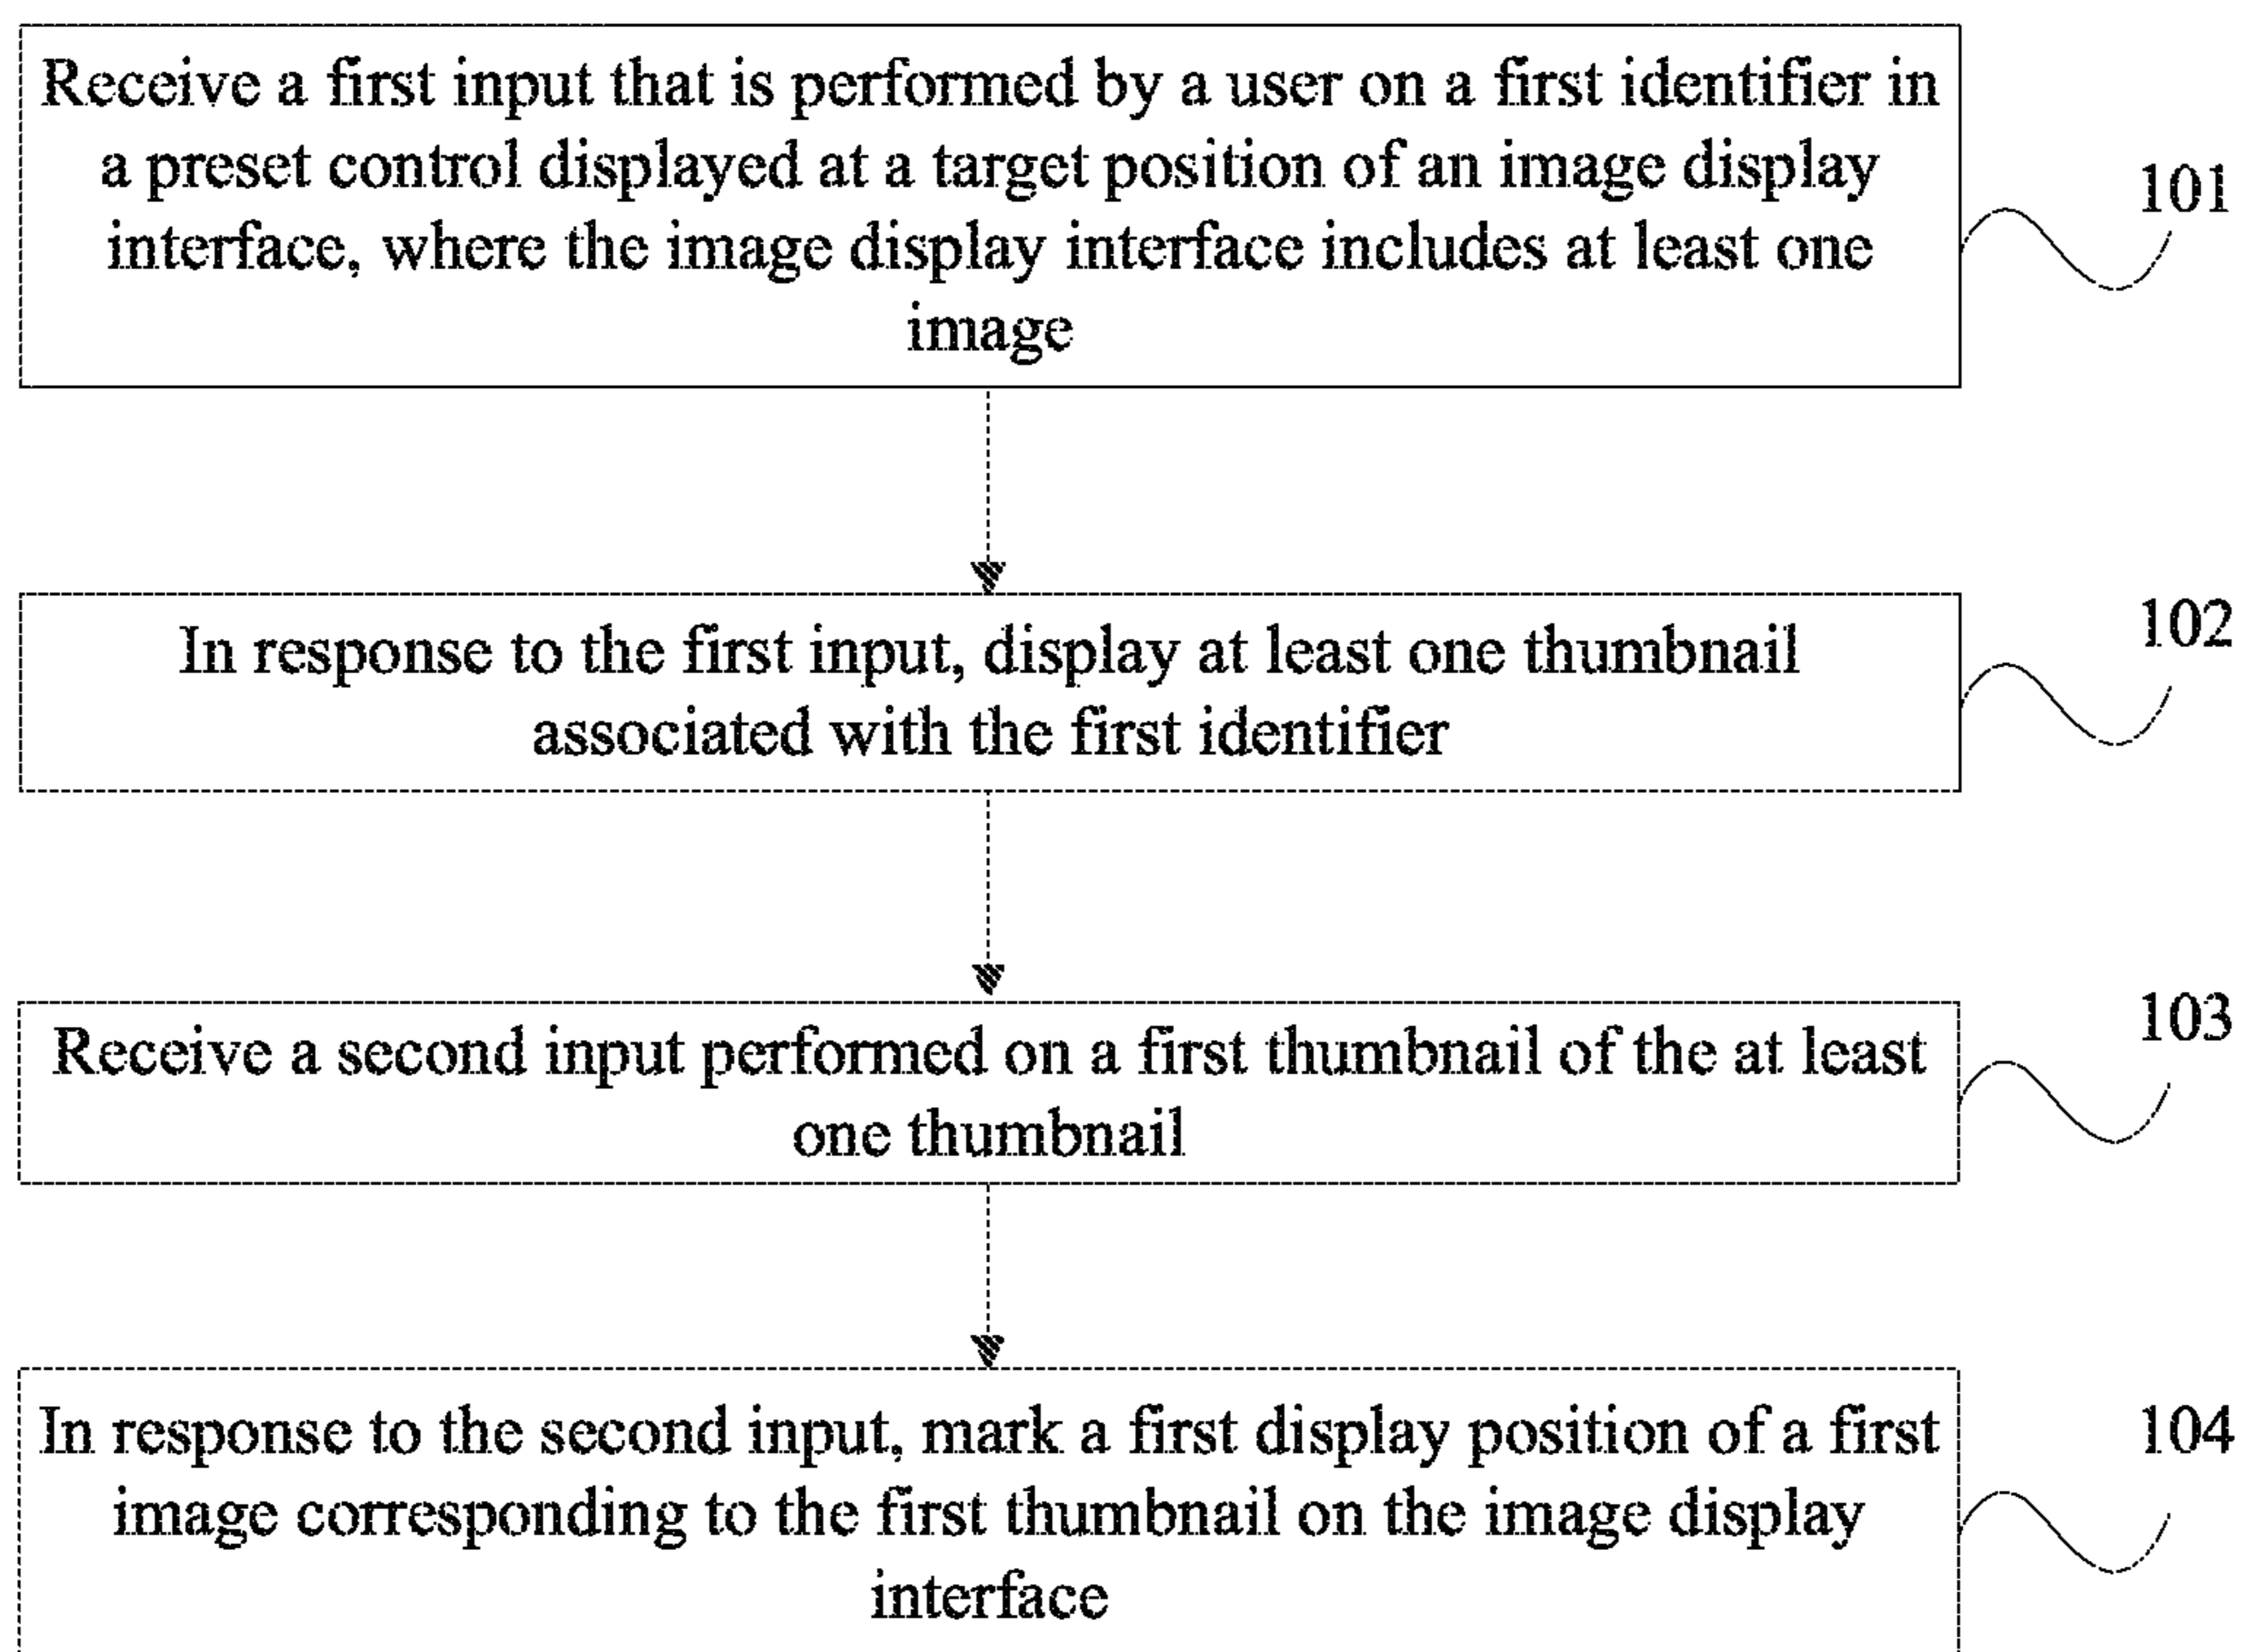 Receive a first input that is performed by a user on a first identifier in
a preset control displayed at a target position of an image display
interface, where the image display interface includes at least one
image
101
In response to the first input, display at least one thumbnail
associated with the first identifier
102
Receive a second input performed on a first thumbnail of the at least
one thumbnail
103
In response to the second input, mark a first display position of a first
image corresponding to the first thumbnail on the image display
interface
104